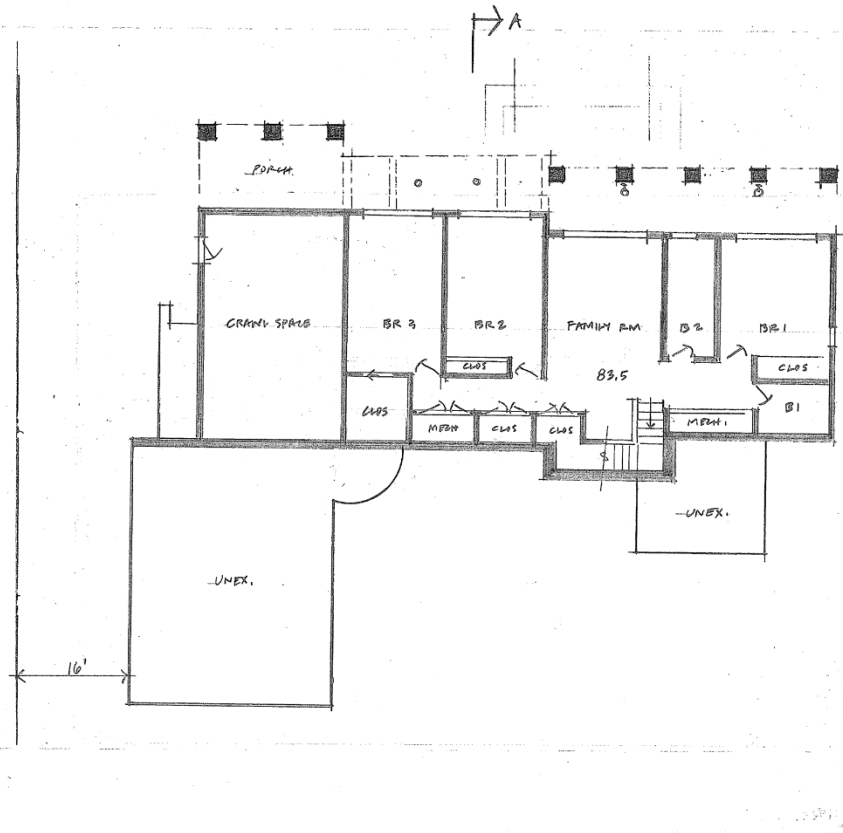 A
PORCH
CRAWL SPACE
BR 3
BR 2
FAMILY RM
B2
BR 1
CLOS
CLOS
83.5
CLOS
MECH
CLOS
CLOS
MECH 1
B1
UNEX.
UNEX.
16'